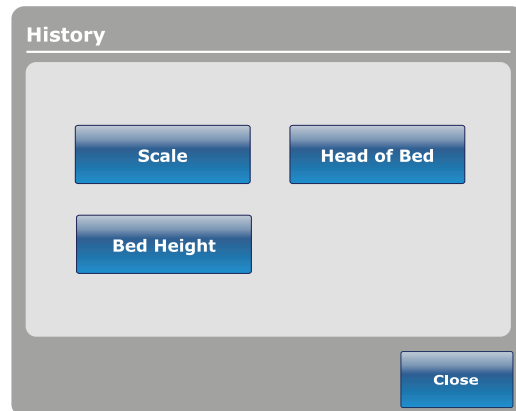 History
Scale
Head of Bed
Bed Height
Close